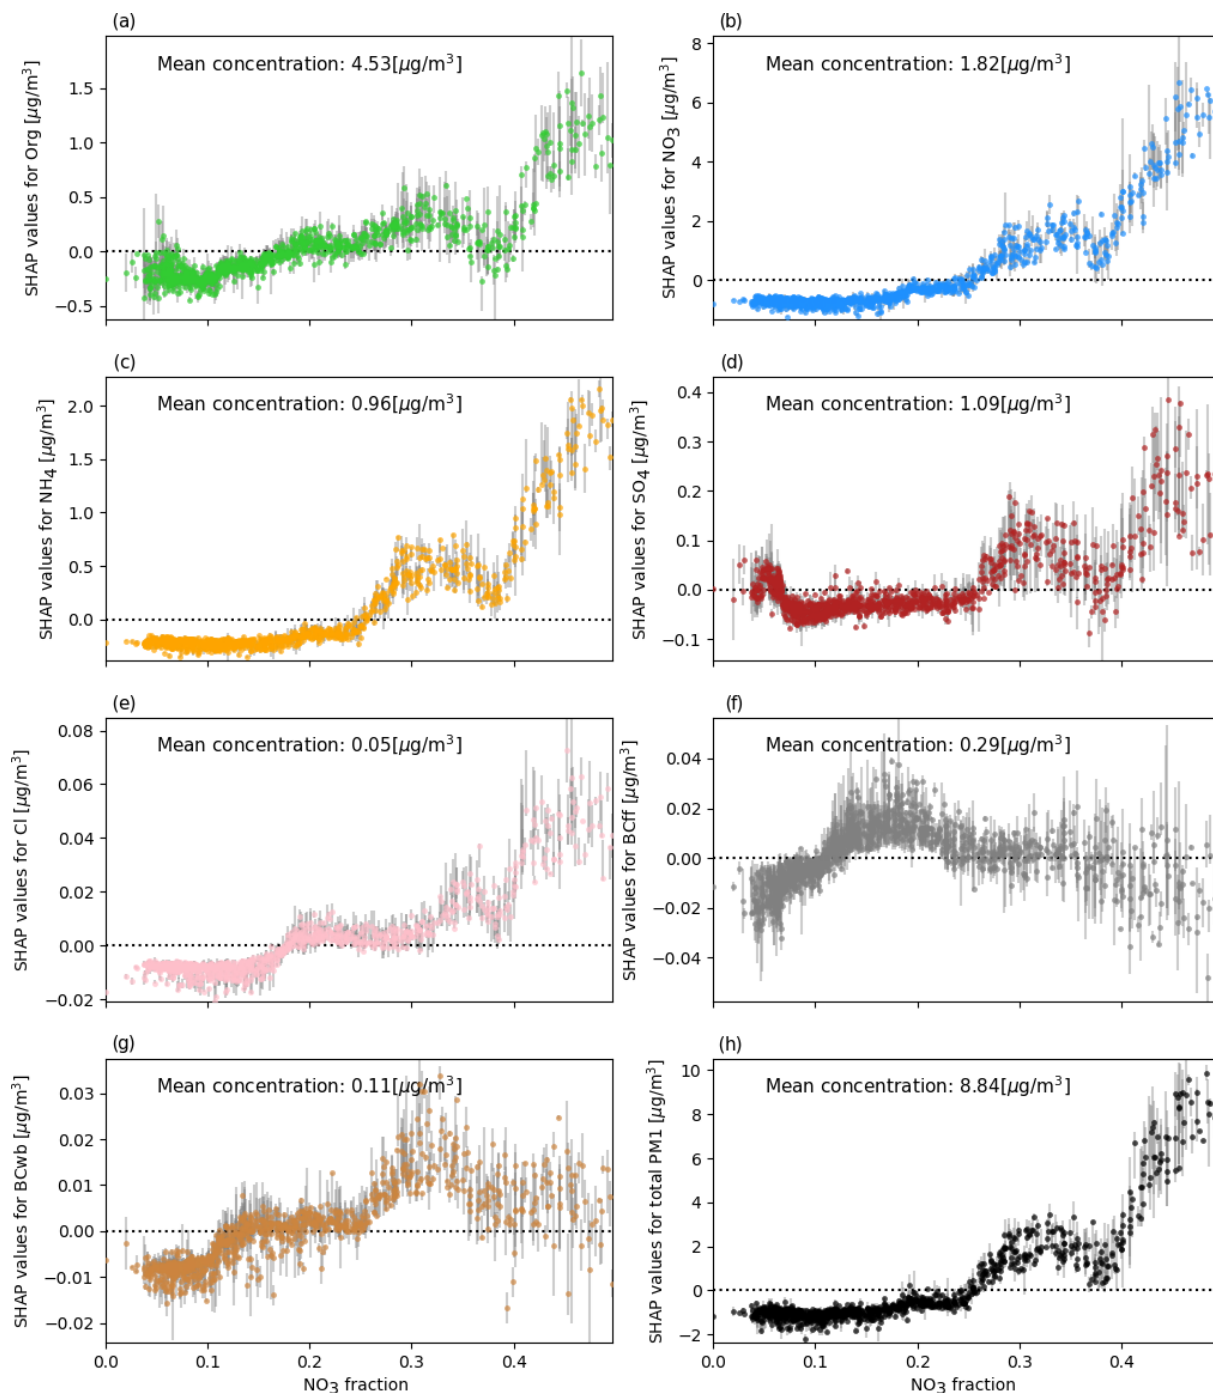 (a)
Mean concentration: 4.53[μg/m³]
SHAP values for Org [μg/m³]
1.5
1.0
0.5
0.0
−0.5
(b)
Mean concentration: 1.82[μg/m³]
SHAP values for NO₃ [μg/m³]
8
6
4
2
0
(c)
Mean concentration: 0.96[μg/m³]
SHAP values for NH₄ [μg/m³]
2.0
1.5
1.0
0.5
0.0
(d)
Mean concentration: 1.09[μg/m³]
SHAP values for SO₄ [μg/m³]
0.4
0.3
0.2
0.1
0.0
−0.1
(e)
Mean concentration: 0.05[μg/m³]
SHAP values for Cl [μg/m³]
0.08
0.06
0.04
0.02
0.00
−0.02
(f)
Mean concentration: 0.29[μg/m³]
SHAP values for BCff [μg/m³]
0.04
0.02
0.00
−0.02
−0.04
(g)
Mean concentration: 0.11[μg/m³]
SHAP values for BCwb [μg/m³]
0.03
0.02
0.01
0.00
−0.01
−0.02
0.0 0.1 0.2 0.3 0.4
NO₃ fraction
(h)
Mean concentration: 8.84[μg/m³]
SHAP values for total PM1 [μg/m³]
10
8
6
4
2
0
−2
0.0 0.1 0.2 0.3 0.4
NO₃ fraction